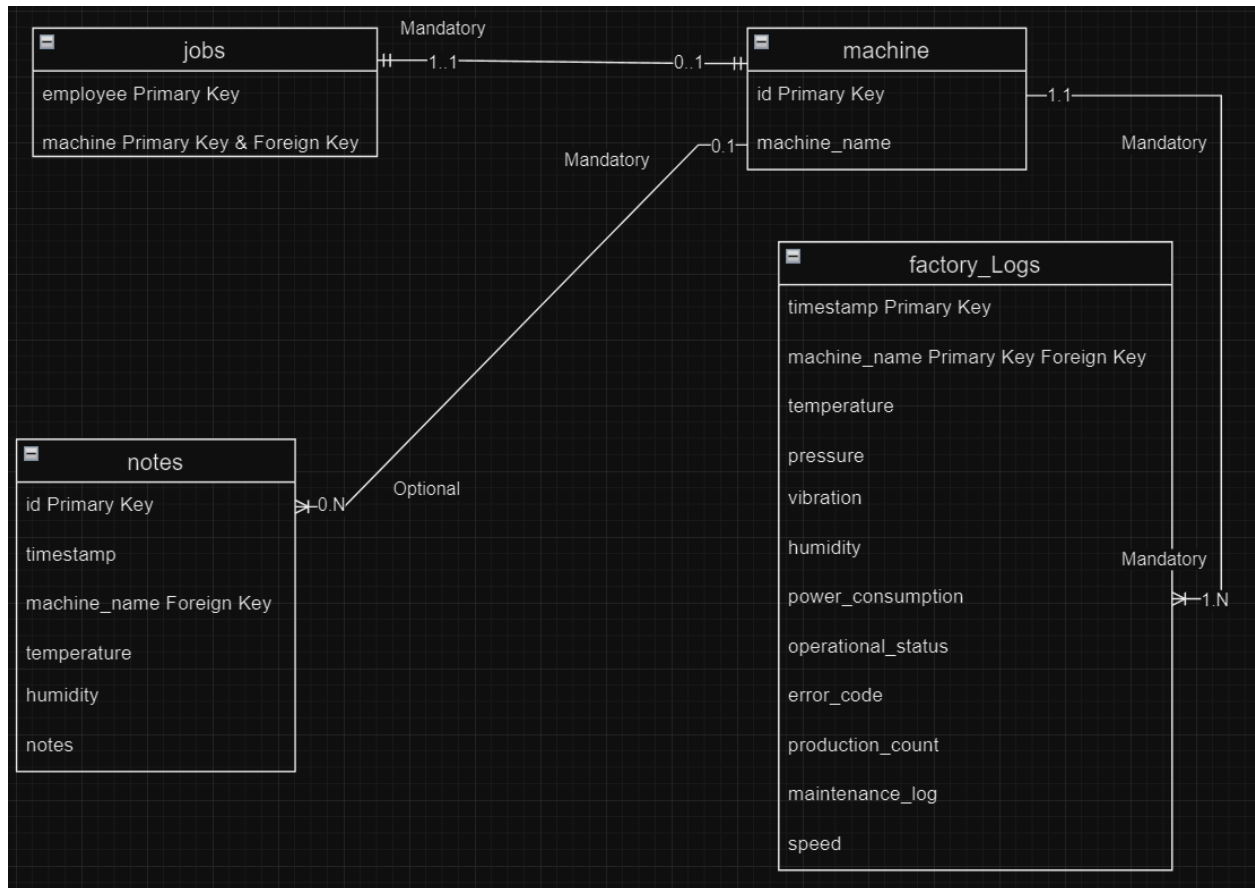 Mandatory
jobs
1..1
0..1
machine
employee Primary Key
machine Primary Key & Foreign Key
id Primary Key
machine_name
1.1
Mandatory
0.1
Mandatory
factory_Logs
timestamp Primary Key
machine_name Primary Key Foreign Key
temperature
pressure
vibration
humidity
power_consumption
operational_status
error_code
production_count
maintenance_log
speed
Mandatory
1.N
notes
id Primary Key
timestamp
machine_name Foreign Key
temperature
humidity
notes
0.N
Optional